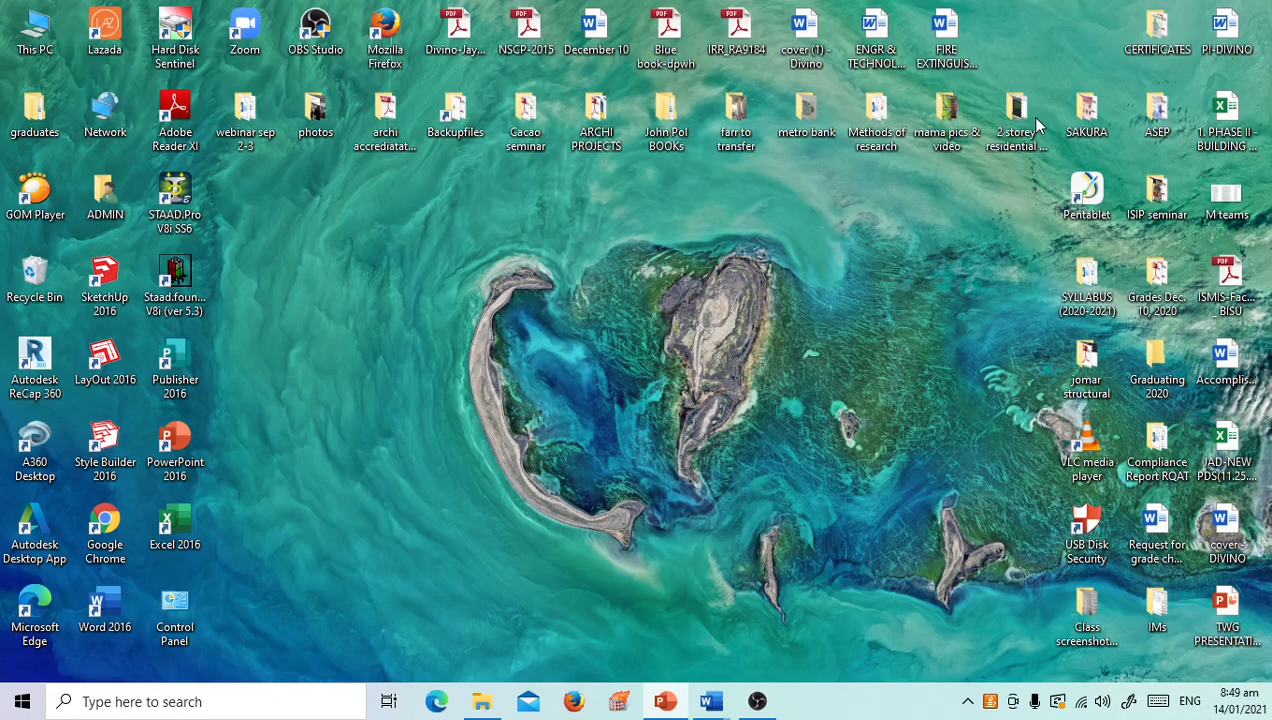 This PC
Lazada
Hard Disk
Sentinel
Zoom
OBS Studio
Mozilla
Firefox
Divino-Jay...
NSCP-2015
December 10
Blue
book-dpwh
IRR_RA9184
cover (1) -
Divino
ENGR &
TECHNOL...
FIRE
EXTINGUIS...
CERTIFICATES
PI-DIVINO
graduates
Network
Adobe
Reader XI
webinar sep
2-3
photos
archi
accrediatat...
Backupfiles
Cacao
seminar
ARCHI
PROJECTS
John Pol
BOOKs
farr to
transfer
metro bank
Methods of
research
mama pics &
video
2 storey
residential ...
SAKURA
ASEP
1. PHASE II -
BUILDING ...
GOM Player
ADMIN
STAAD.Pro
V8i SS6
Pentablet
ISIP seminar
M teams
Recycle Bin
SketchUp
2016
Staad.foun...
V8i (ver 5.3)
SYLLABUS
(2020-2021)
Grades Dec.
10, 2020
ISMIS-Fac...
_ BISU
Autodesk
ReCap 360
LayOut 2016
Publisher
2016
jomar
structural
Graduating
2020
Accomplis...
A360
Desktop
Style Builder
2016
PowerPoint
2016
VLC media
player
Compliance
Report RQAT
JAD-NEW
PDS(11.25....
Autodesk
Desktop App
Google
Chrome
Excel 2016
USB Disk
Security
Request for
grade ch...
cover -
DIVINO
Microsoft
Edge
Word 2016
Control
Panel
Class
screenshot...
IMs
TWG
PRESENTATI...
Type here to search
ENG
8:49 am
14/01/2021